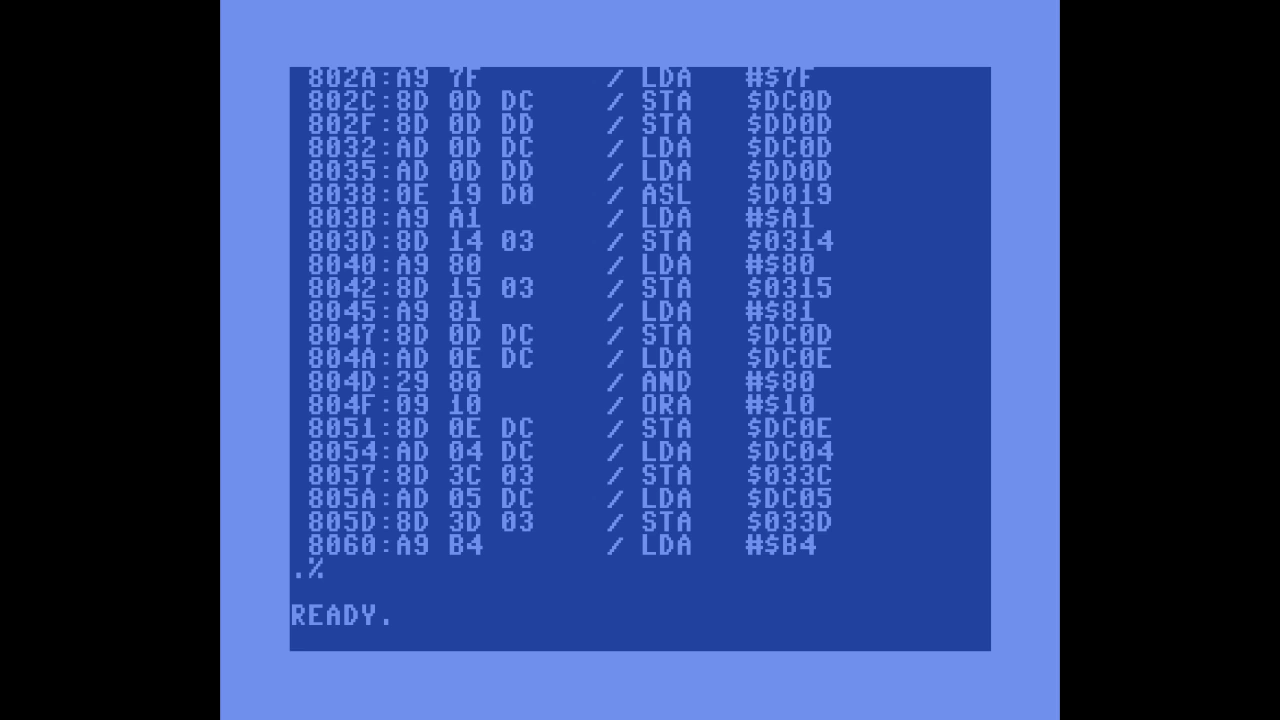 802A:A9 7F / LDA #$7F
802C:8D 0D DC / STA $DC0D
802F:8D 0D DD / STA $DD0D
8032:AD 0D DC / LDA $DC0D
8035:AD 0D DD / LDA $DD0D
8038:0E 19 D0 / ASL $D019
803B:A9 A1 / LDA #$A1
803D:8D 14 03 / STA $0314
8040:A9 80 / LDA #$80
8042:8D 15 03 / STA $0315
8045:A9 81 / LDA #$81
8047:8D 0D DC / STA $DC0D
804A:AD 0E DC / LDA $DC0E
804D:29 80 / AND #$80
804F:09 10 / ORA #$10
8051:8D 0E DC / STA $DC0E
8054:AD 04 DC / LDA $DC04
8057:8D 3C 03 / STA $033C
805A:AD 05 DC / LDA $DC05
805D:8D 3D 03 / STA $033D
8060:A9 B4 / LDA #$B4
.%
READY.